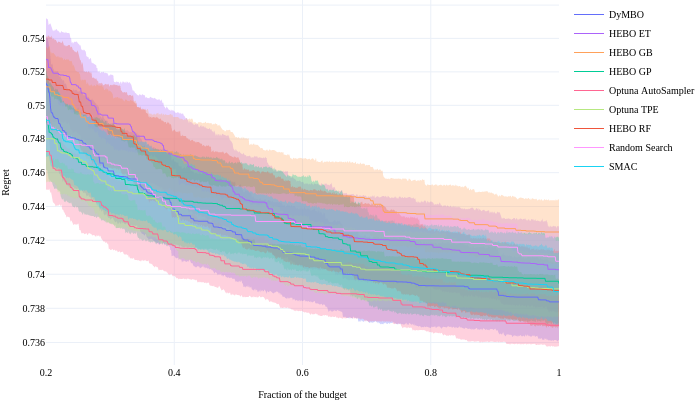 0.754
0.752
0.75
0.748
0.746
0.744
0.742
0.74
0.738
0.736
Regret
0.2
0.4
0.6
0.8
1
Fraction of the budget
DyMBO
HEBO ET
HEBO GB
HEBO GP
Optuna AutoSampler
Optuna TPE
HEBO RF
Random Search
SMAC